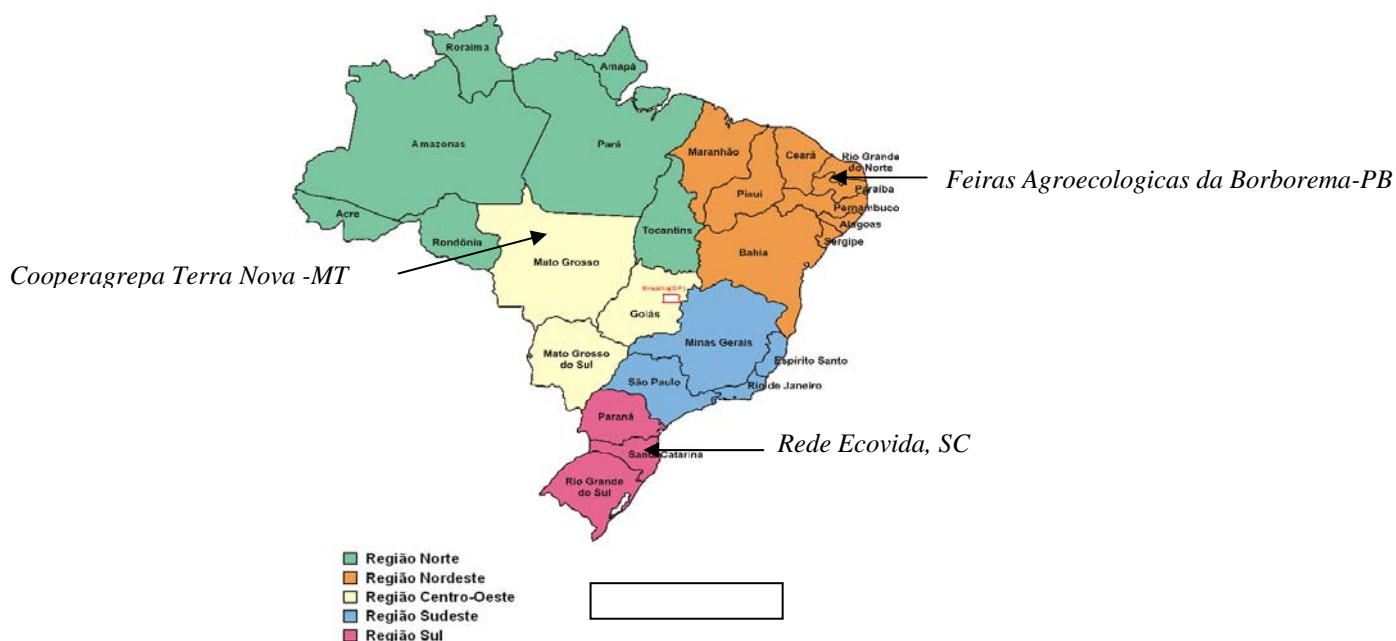 Roraima
Amapá
Amazonas
Pará
Maranhão
Ceará
Rio Grande
do Norte
Feiras Agroecologicas da Borborema-PB
Paraíba
Piauí
Pernambuco
Acre
Alagoas
Tocantins
Sergipe
Rondônia
Bahia
Cooperagrepa Terra Nova -MT
Mato Grosso
Brasília(DF)
Goiás
Minas Gerais
Mato Grosso
do Sul
Espírito Santo
São Paulo
Rio de Janeiro
Paraná
Rede Ecovida, SC
Santa Catarina
Rio Grande
do Sul
Região Norte
Região Nordeste
Região Centro-Oeste
Região Sudeste
Região Sul